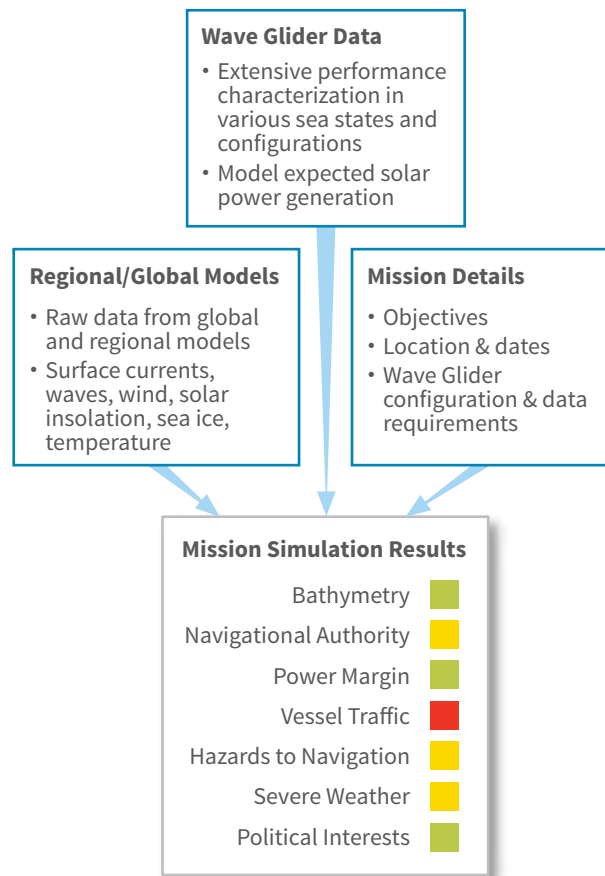 Wave Glider Data
• Extensive performance
characterization in
various sea states and
configurations
• Model expected solar
power generation
Regional/Global Models
• Raw data from global
and regional models
• Surface currents,
waves, wind, solar
insolation, sea ice,
temperature
Mission Details
• Objectives
• Location & dates
• Wave Glider
configuration & data
requirements
Mission Simulation Results
Bathymetry
Navigational Authority
Power Margin
Vessel Traffic
Hazards to Navigation
Severe Weather
Political Interests